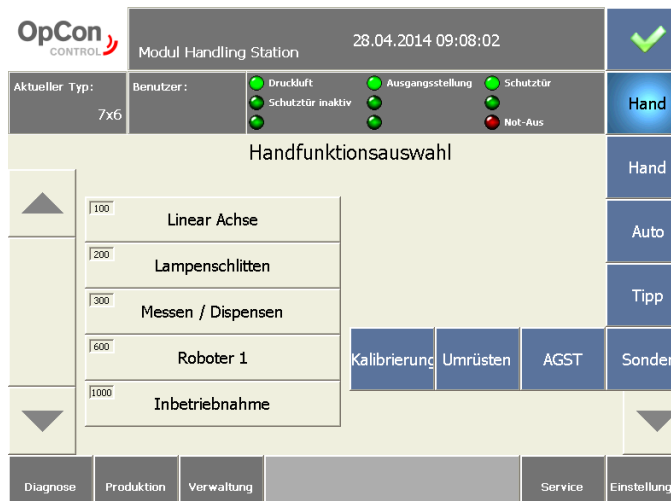 OpCon
CONTROL
Modul Handling Station
28.04.2014 09:08:02
Aktueller Typ:
7x6
Benutzer:
Druckluft
Ausgangsstellung
Schutztür
Schutztür inaktiv
Not-Aus
Hand
Handfunktionsauswahl
Hand
100
Linear Achse
Auto
200
Lampenschlitten
300
Messen / Dispensen
Tipp
600
Roboter 1
Kalibrierung
Umrüsten
AGST
Sonder
1000
Inbetriebnahme
Diagnose
Produktion
Verwaltung
Service
Einstellung